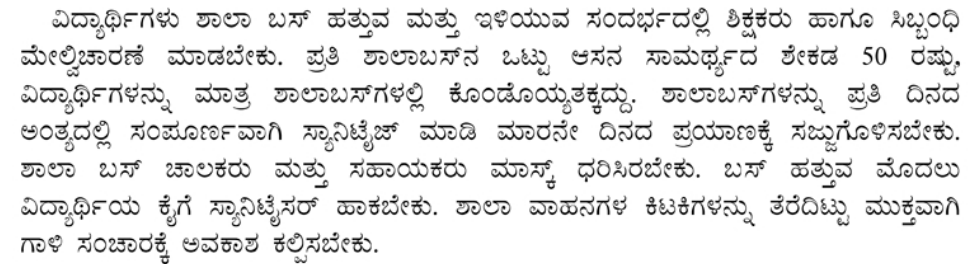 ವಿದ್ಯಾರ್ಥಿಗಳು ಶಾಲಾ ಬಸ್ ಹತ್ತುವ ಮತ್ತು ಇಳಿಯುವ ಸಂದರ್ಭದಲ್ಲಿ ಶಿಕ್ಷಕರು ಹಾಗೂ ಸಿಬ್ಬಂಧಿ
ಮೇಲ್ವಿಚಾರಣೆ ಮಾಡಬೇಕು. ಪ್ರತಿ ಶಾಲಾಬಸ್‌ನ ಒಟ್ಟು ಆಸನ ಸಾಮರ್ಥ್ಯದ ಶೇಕಡ 50 ರಷ್ಟು,
ವಿದ್ಯಾರ್ಥಿಗಳನ್ನು ಮಾತ್ರ ಶಾಲಾಬಸ್‌ಗಳಲ್ಲಿ ಕೊಂಡೊಯ್ಯತಕ್ಕದ್ದು. ಶಾಲಾಬಸ್‌ಗಳನ್ನು ಪ್ರತಿ ದಿನದ
ಅಂತ್ಯದಲ್ಲಿ ಸಂಪೂರ್ಣವಾಗಿ ಸ್ಯಾನಿಟೈಜ್ ಮಾಡಿ ಮಾರನೇ ದಿನದ ಪ್ರಯಾಣಕ್ಕೆ ಸಜ್ಜುಗೊಳಿಸಬೇಕು.
ಶಾಲಾ ಬಸ್ ಚಾಲಕರು ಮತ್ತು ಸಹಾಯಕರು ಮಾಸ್ಕ್ ಧರಿಸಿರಬೇಕು. ಬಸ್ ಹತ್ತುವ ಮೊದಲು
ವಿದ್ಯಾರ್ಥಿಯ ಕೈಗೆ ಸ್ಯಾನಿಟೈಸರ್ ಹಾಕಬೇಕು. ಶಾಲಾ ವಾಹನಗಳ ಕಿಟಕಿಗಳನ್ನು ತೆರೆದಿಟ್ಟು ಮುಕ್ತವಾಗಿ
ಗಾಳಿ ಸಂಚಾರಕ್ಕೆ ಅವಕಾಶ ಕಲ್ಪಿಸಬೇಕು.